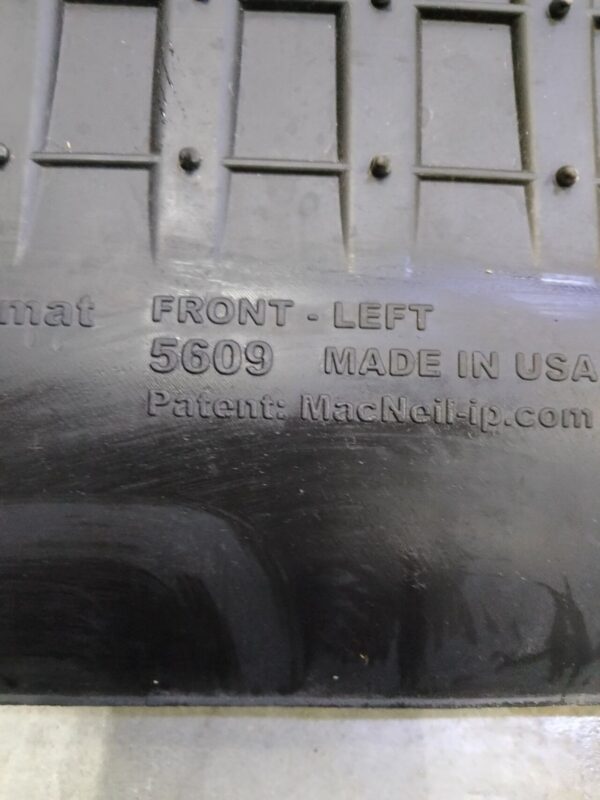 mat FRONT - LEFT
5609 MADE IN USA
Patent: MacNeil-ip.com